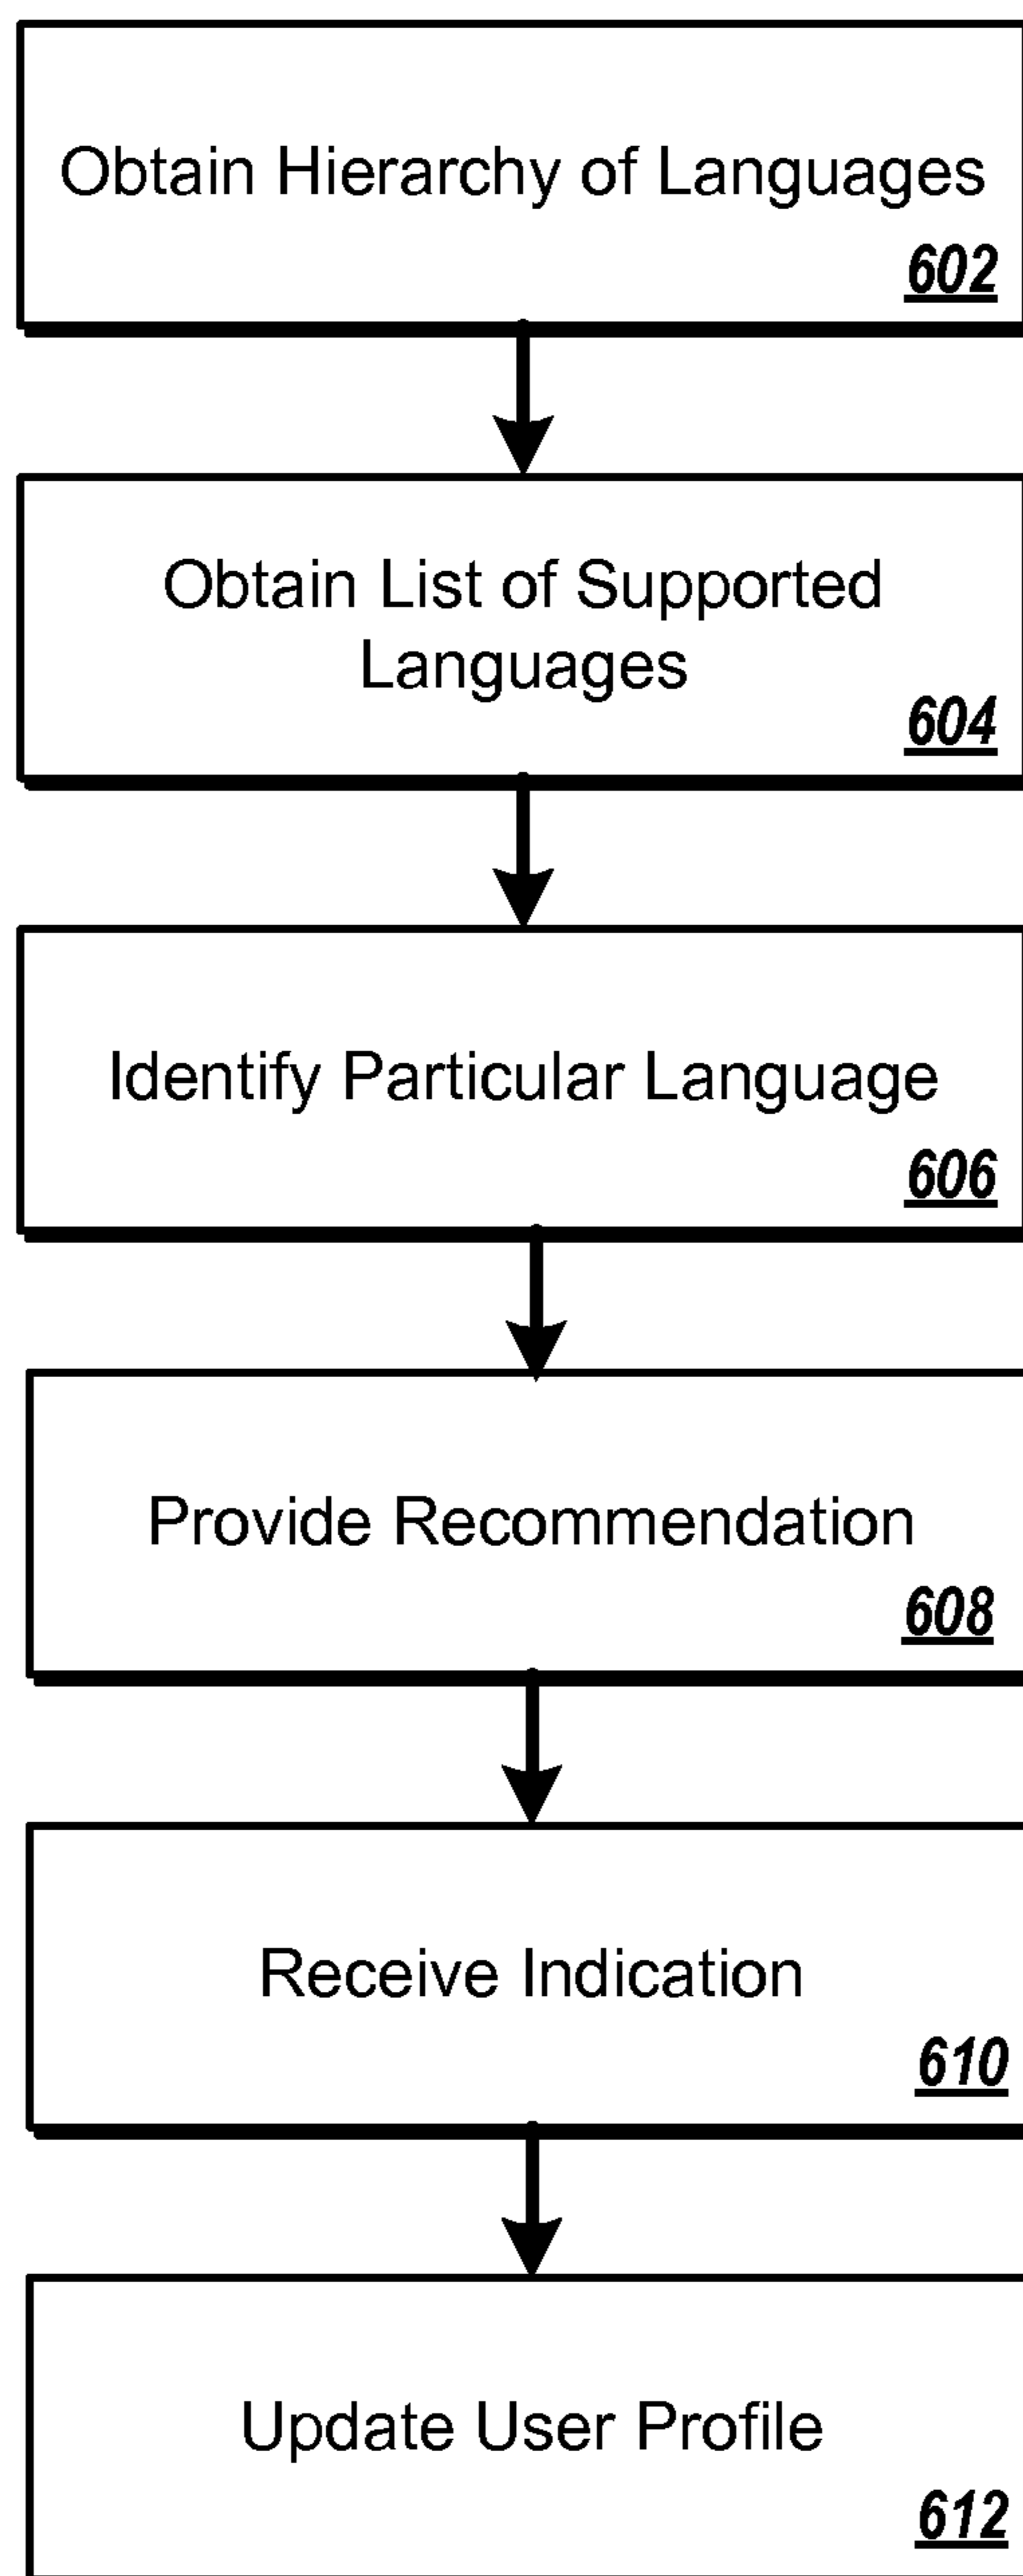 Obtain Hierarchy of Languages
602
Obtain List of Supported
Languages
604
Identify Particular Language
606
Provide Recommendation
608
Receive Indication
610
Update User Profile
612